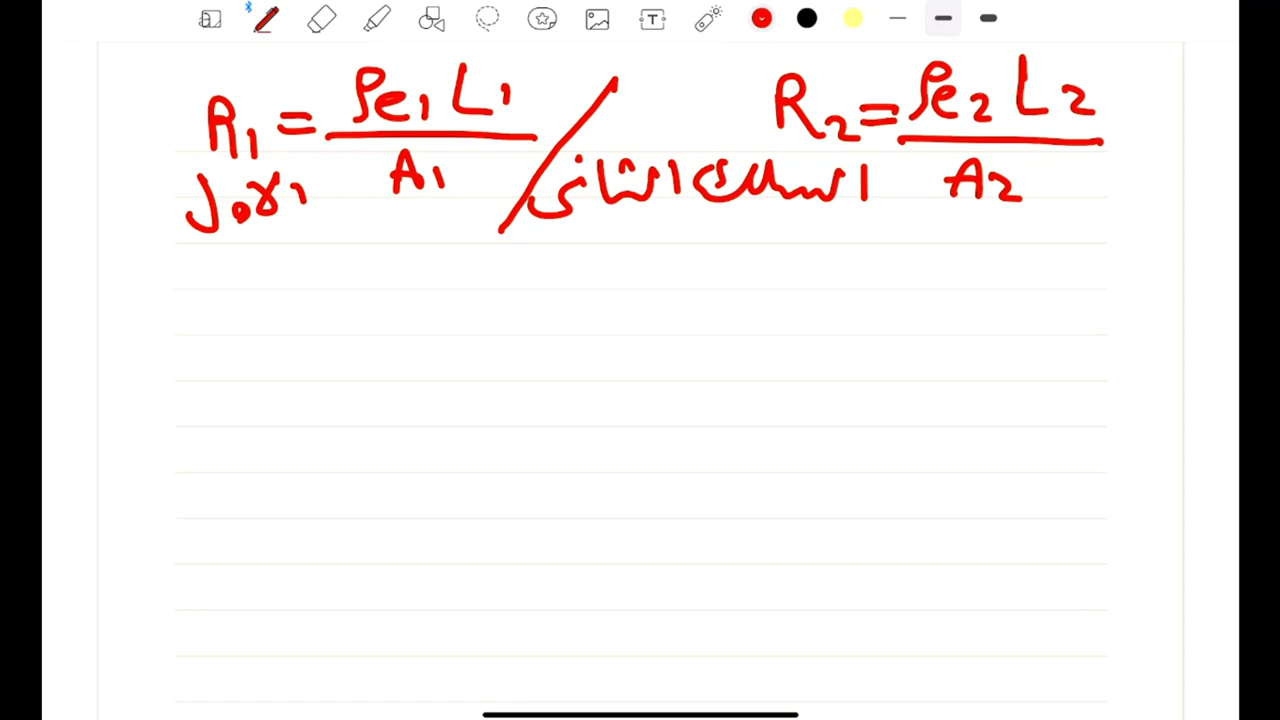 R₁ = ρe₁ L₁ / A₁
الاول
R₂ = ρe₂ L₂ / A₂
السلك الثاني